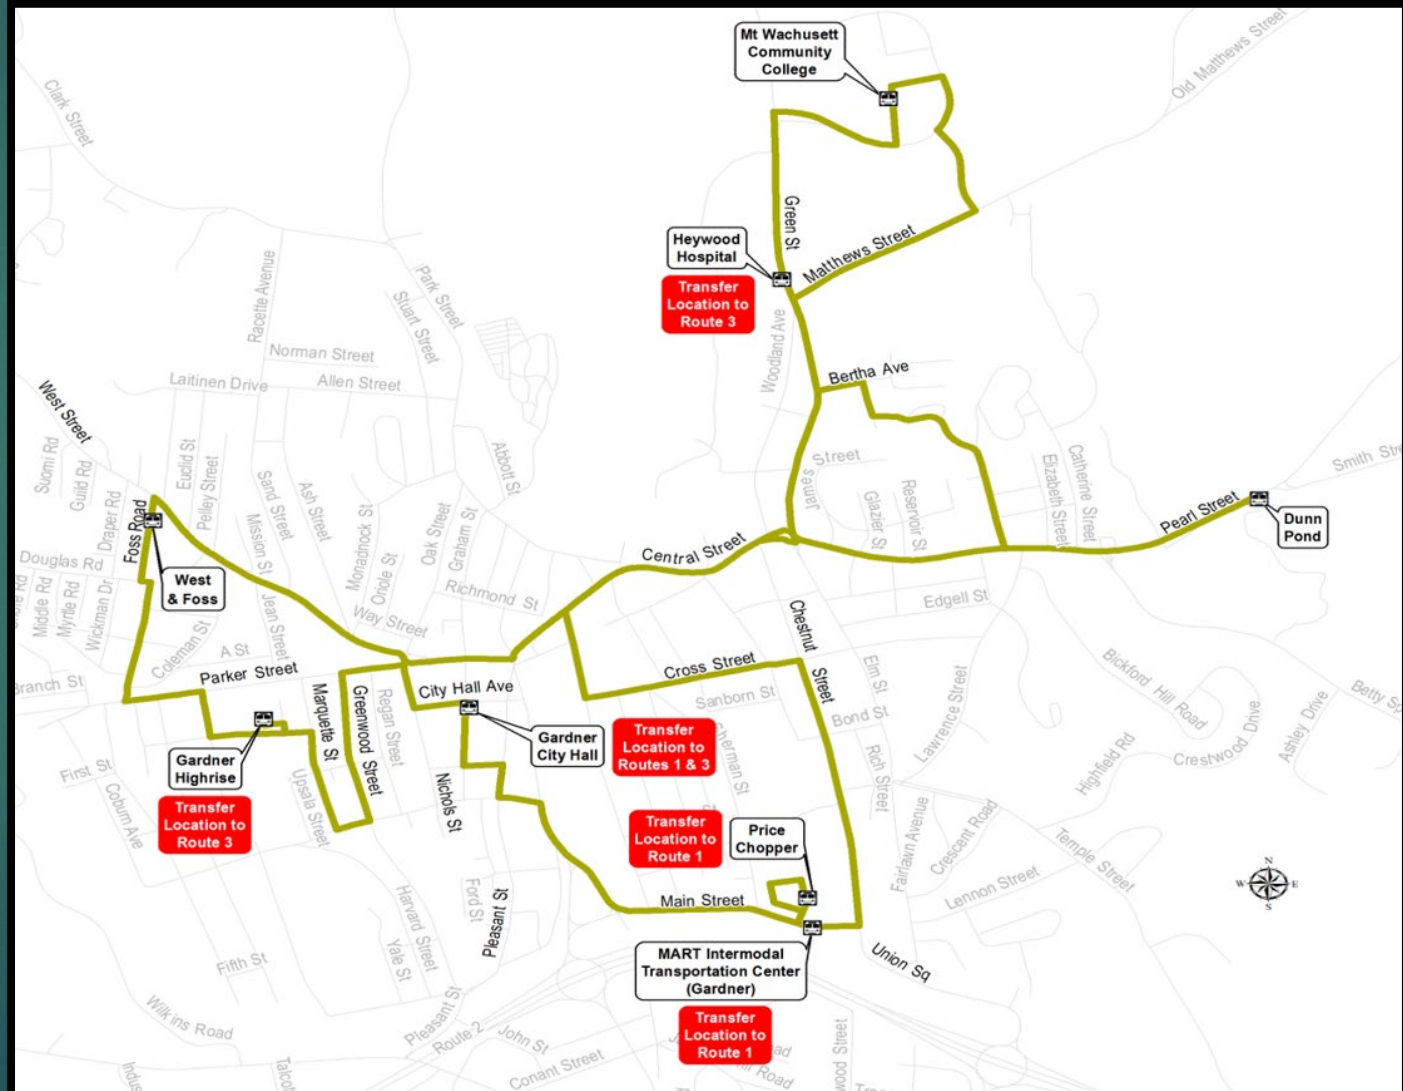 Mt Wachusett
Community
College
Old Matthews Street
Clark Street
Green St
Matthews Street
Heywood
Hospital
Transfer
Location to
Route 3
Racette Avenue
Park Street
Stuart Street
Norman Street
Laitinen Drive
Allen Street
Woodland Ave
Bertha Ave
West Street
Suomi Rd
Guild Rd
Draper Rd
Euclid St
Pelley Street
Sand Street
Ash Street
Mission St
Abbott St
James
Street
Glazier St
Reservoir St
Elizabeth Street
Catherine Street
Smith Stre
Pearl Street
Dunn
Pond
Foss Road
Douglas Rd
West
& Foss
Middle Rd
Myrtle Rd
Wickman Dr
Monadnock St
Oriole St
Oak Street
Graham St
Central Street
Richmond St
Way Street
Jean Street
Coleman St
A St
Edgell St
Chestnut
Street
Branch St
Parker Street
City Hall Ave
Cross Street
Sanborn St
Elm St
Bond St
Lawrence Street
Bickford Hill Road
Betty Sp
Ashley Drive
Crestwood Drive
Highfield Rd
Marquette St
Greenwood Street
Regan Street
Gardner
City Hall
Transfer
Location to
Routes 1 & 3
Sherman St
Rich Street
Gardner
Highrise
Transfer
Location to
Route 3
First St
Coburn Ave
Upsala Street
Nichols St
St
Transfer
Location to
Route 1
Price
Chopper
Fairlawn Avenue
Crescent Road
Temple Street
Lennon Street
N
W
E
S
Ford St
Pleasant St
Main Street
Harvard Street
Yale St
Fifth St
Union Sq
MART Intermodal
Transportation Center
(Gardner)
Transfer
Location to
Route 1
Wilkins Road
Pleasant St
Route 2
John St
Conant Street
Talcot
Indus
ad
ill Road
wood Street